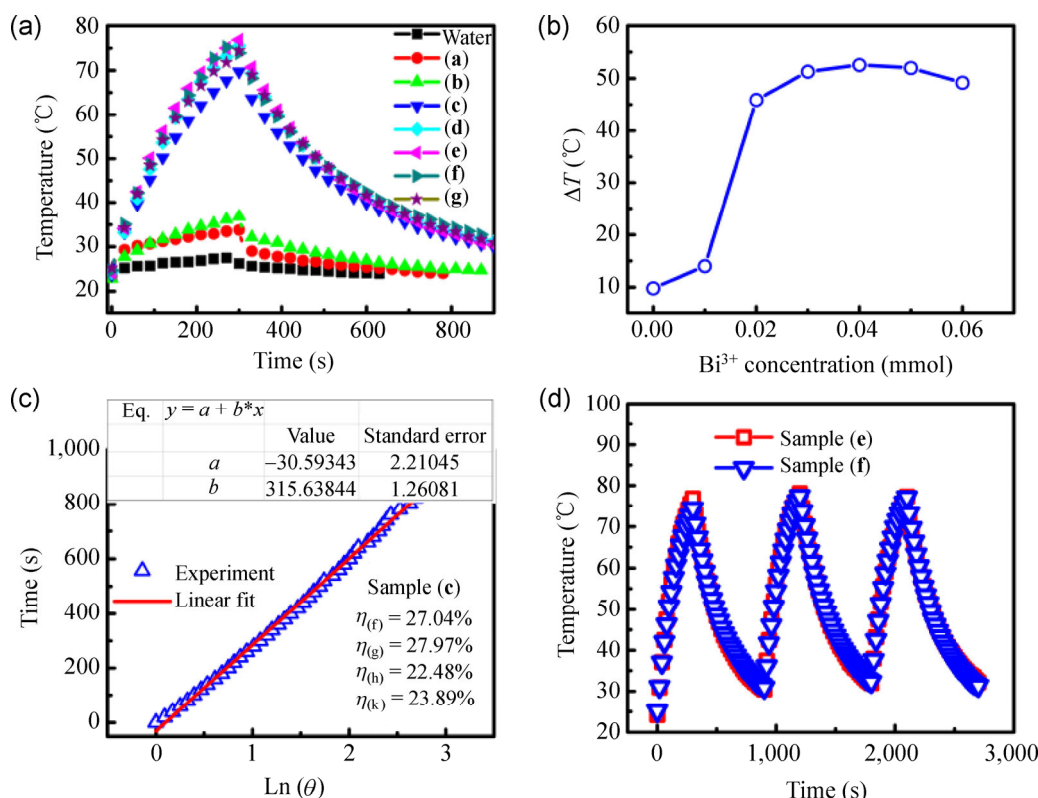 (a)
80
70
60
50
40
30
20
Temperature (℃)
0 200 400 600 800
Time (s)
Water
(a)
(b)
(c)
(d)
(e)
(f)
(g)
(b)
60
50
40
30
20
10
ΔT (℃)
0.00 0.02 0.04 0.06
Bi³⁺ concentration (mmol)
(c)
Eq. y = a + b*x
Value Standard error
a −30.59343 2.21045
b 315.63844 1.26081
1,000
800
600
400
200
0
Time (s)
Experiment
Linear fit
Sample (c)
η(f) = 27.04%
η(g) = 27.97%
η(h) = 22.48%
η(k) = 23.89%
0 1 2 3
Ln (θ)
(d)
100
90
80
70
60
50
40
30
20
Temperature (℃)
Sample (e)
Sample (f)
0 1,000 2,000 3,000
Time (s)